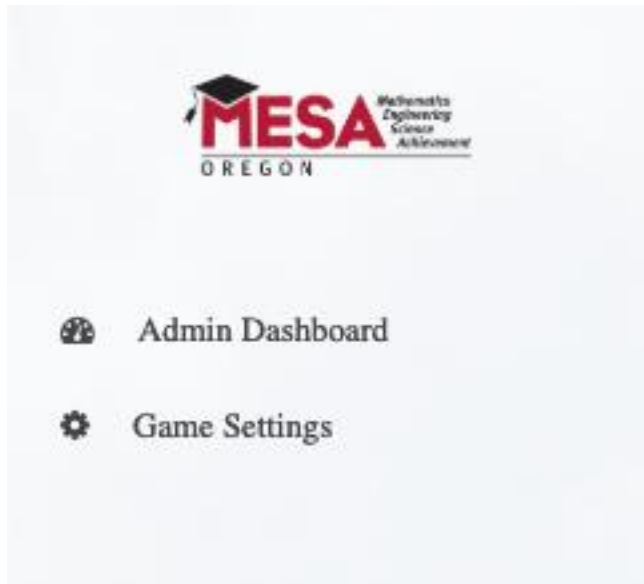 MESA
Mathematics
Engineering
Science
Achievement
OREGON
Admin Dashboard
Game Settings